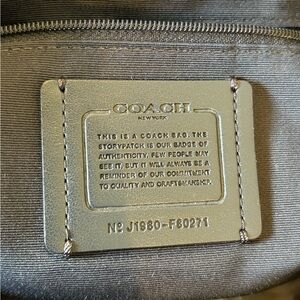 COACH
NEW YORK
THIS IS A COACH BAG. THE
STORYPATCH IS OUR BADGE OF
AUTHENTICITY. FEW PEOPLE MAY
SEE IT. BUT IT WILL ALWAYS BE A
REMINDER OF OUR COMMITMENT
TO QUALITY AND CRAFTSMANSHIP.
Nº J1980-F80271